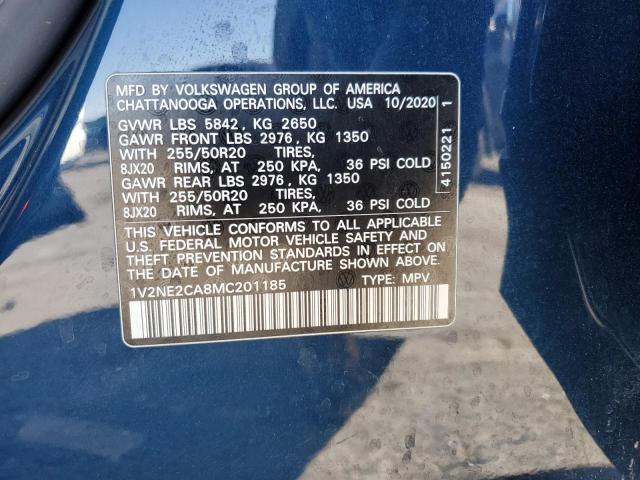 MFD BY VOLKSWAGEN GROUP OF AMERICA
CHATTANOOGA OPERATIONS, LLC. USA 10/2020
GVWR LBS 5842 , KG 2650
GAWR FRONT LBS 2976 , KG 1350
WITH 255/50R20 TIRES,
8JX20 RIMS, AT 250 KPA, 36 PSI COLD
GAWR REAR LBS 2976 , KG 1350
WITH 255/50R20 TIRES,
8JX20 RIMS, AT 250 KPA, 36 PSI COLD
THIS VEHICLE CONFORMS TO ALL APPLICABLE
U.S. FEDERAL MOTOR VEHICLE SAFETY AND
THEFT PREVENTION STANDARDS IN EFFECT ON
THE DATE OF MANUFACTURE SHOWN ABOVE.
1V2NE2CA8MC201185 TYPE: MPV
4150221 1